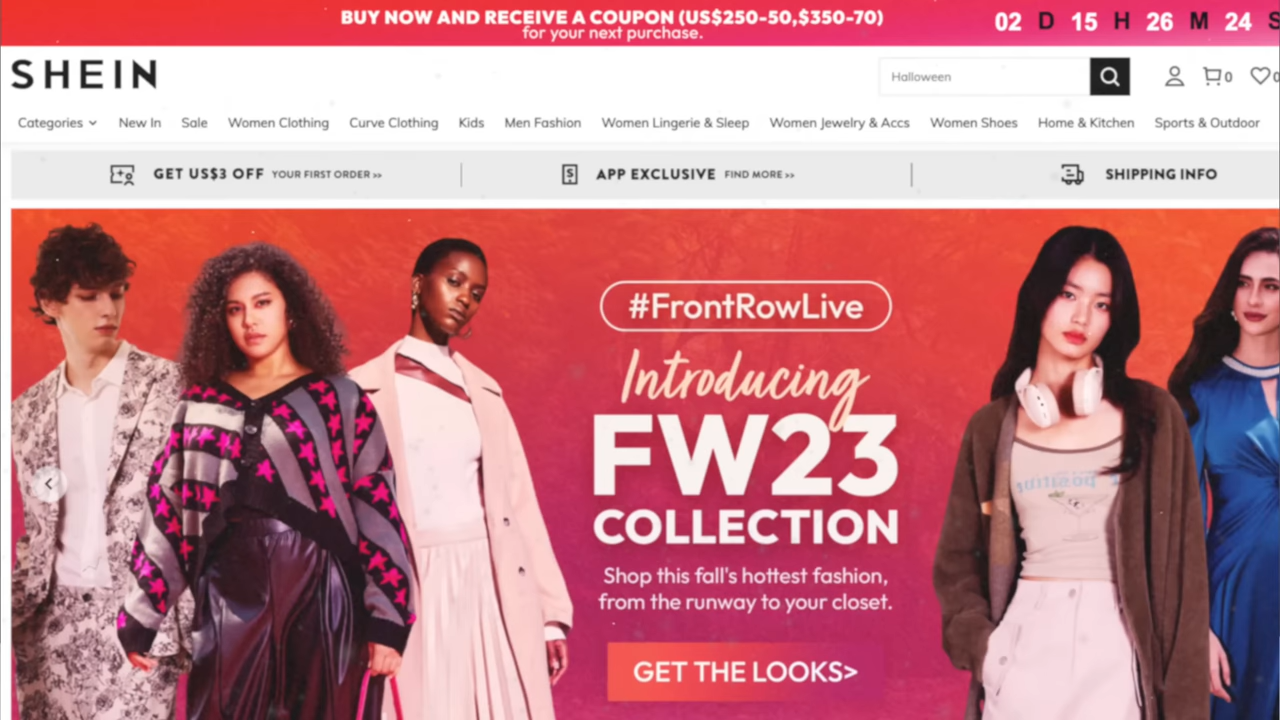 BUY NOW AND RECEIVE A COUPON (US$250-50,$350-70)
for your next purchase.
02 D 15 H 26 M 24 S
SHEIN
Halloween
0
0
Categories New In Sale Women Clothing Curve Clothing Kids Men Fashion Women Lingerie & Sleep Women Jewelry & Accs Women Shoes Home & Kitchen Sports & Outdoor
GET US$3 OFF YOUR FIRST ORDER >>
APP EXCLUSIVE FIND MORE >>
SHIPPING INFO
#FrontRowLive
Introducing
FW23
COLLECTION
Shop this fall's hottest fashion,
from the runway to your closet.
GET THE LOOKS>